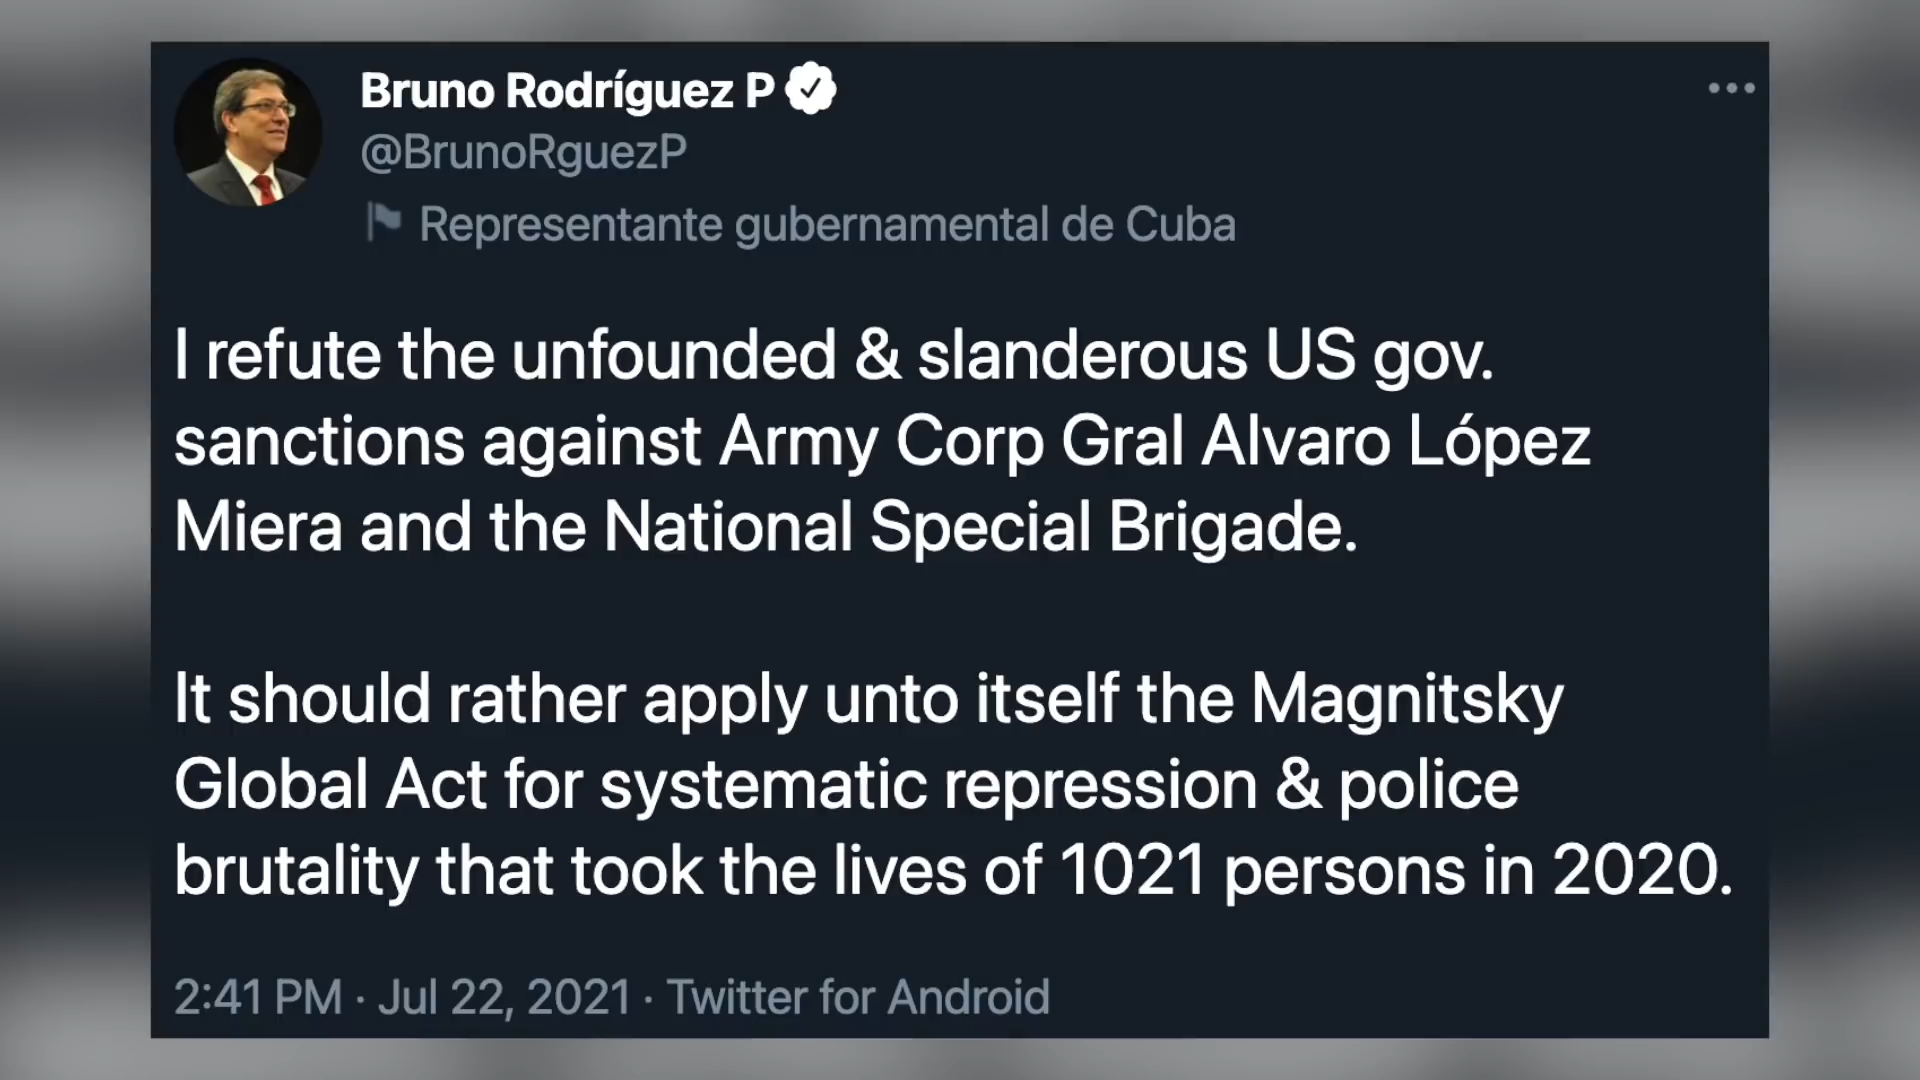 Bruno Rodríguez P
@BrunoRguezP
Representante gubernamental de Cuba
I refute the unfounded & slanderous US gov.
sanctions against Army Corp Gral Alvaro López
Miera and the National Special Brigade.
It should rather apply unto itself the Magnitsky
Global Act for systematic repression & police
brutality that took the lives of 1021 persons in 2020.
2:41 PM · Jul 22, 2021 · Twitter for Android